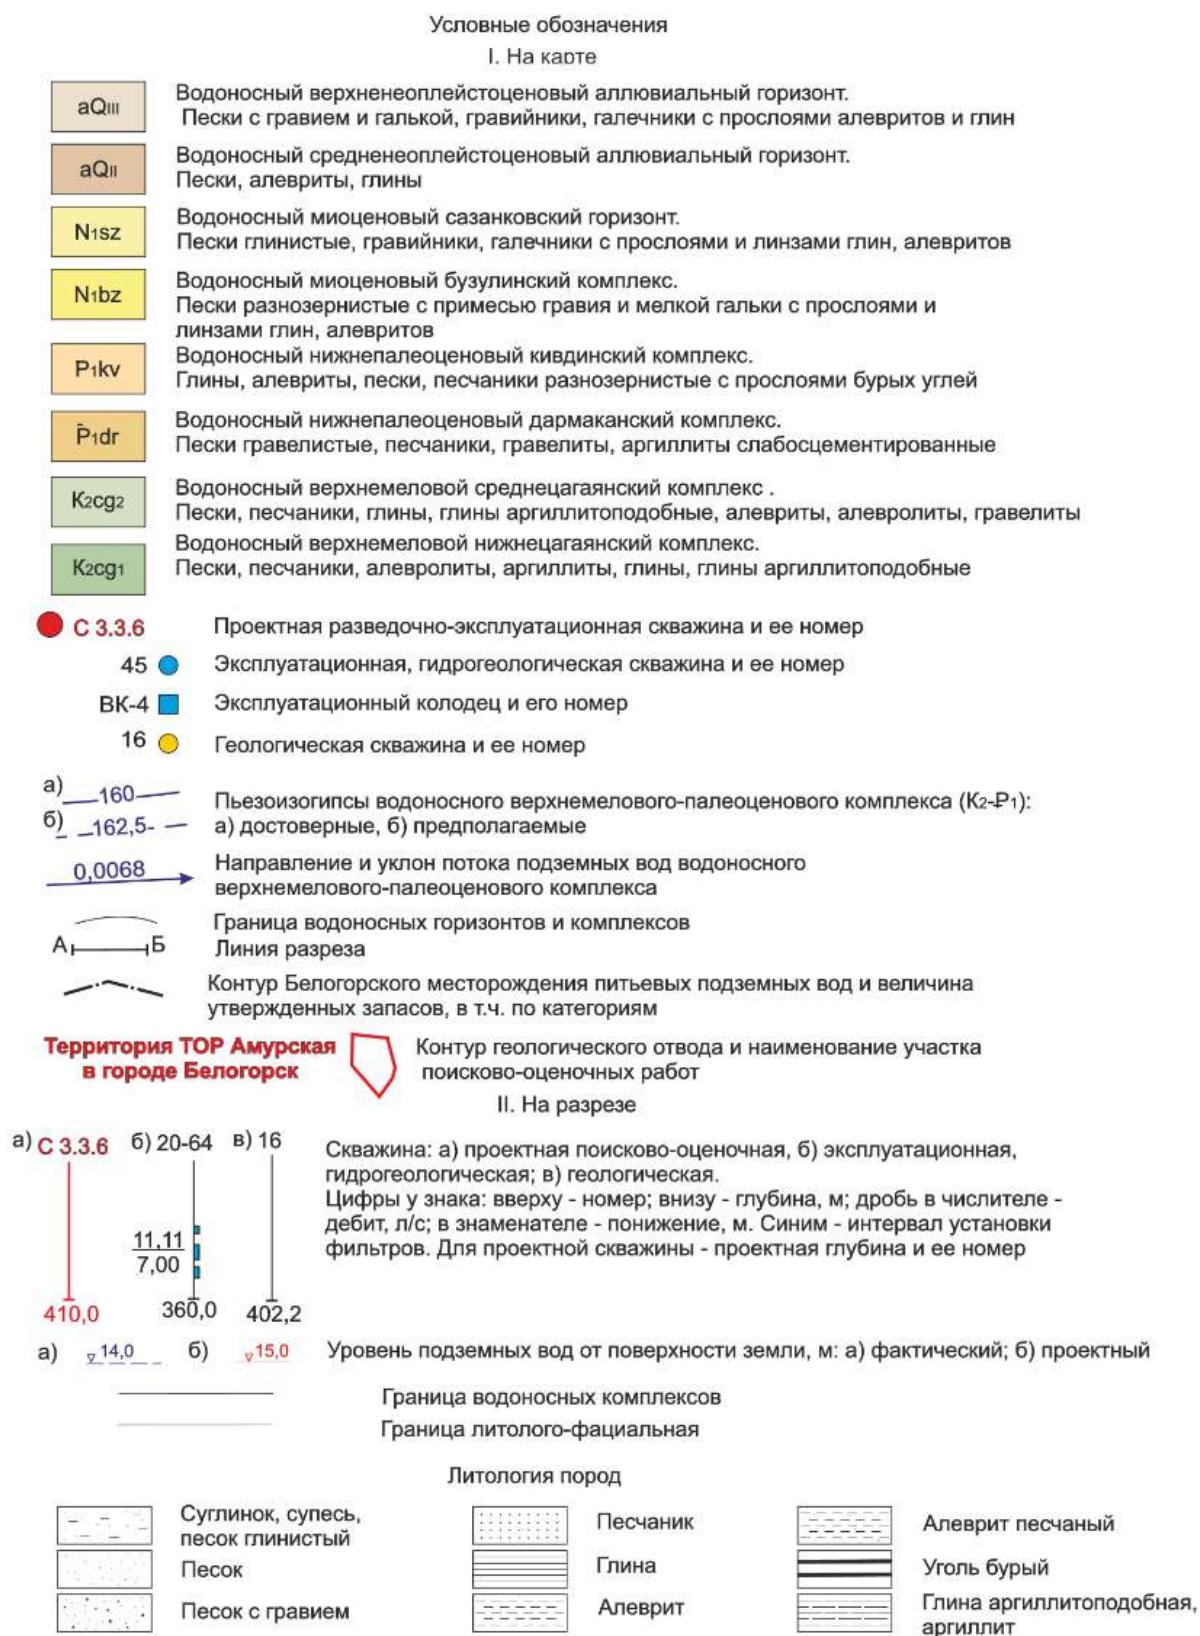 Условные обозначения
I. На карте
aQIII
Водоносный верхненеоплейстоценовый аллювиальный горизонт.
Пески с гравием и галькой, гравийники, галечники с прослоями алевритов и глин
aQII
Водоносный средненеоплейстоценовый аллювиальный горизонт.
Пески, алевриты, глины
N1sz
Водоносный миоценовый сазанковский горизонт.
Пески глинистые, гравийники, галечники с прослоями и линзами глин, алевритов
N1bz
Водоносный миоценовый бузулинский комплекс.
Пески разнозернистые с примесью гравия и мелкой гальки с прослоями и
линзами глин, алевритов
P1kv
Водоносный нижнепалеоценовый кивдинский комплекс.
Глины, алевриты, пески, песчаники разнозернистые с прослоями бурых углей
P1dr
Водоносный нижнепалеоценовый дармаканский комплекс.
Пески гравелистые, песчаники, гравелиты, аргиллиты слабосцементированные
K2cg2
Водоносный верхнемеловой среднецагаянский комплекс .
Пески, песчаники, глины, глины аргиллитоподобные, алевриты, алевролиты, гравелиты
K2cg1
Водоносный верхнемеловой нижнецагаянский комплекс.
Пески, песчаники, алевролиты, аргиллиты, глины, глины аргиллитоподобные
С 3.3.6
Проектная разведочно-эксплуатационная скважина и ее номер
45
Эксплуатационная, гидрогеологическая скважина и ее номер
ВК-4
Эксплуатационный колодец и его номер
16
Геологическая скважина и ее номер
а) 160
б) 162,5
Пьезоизогипсы водоносного верхнемелового-палеоценового комплекса (K2-P1):
а) достоверные, б) предполагаемые
0,0068
Направление и уклон потока подземных вод водоносного
верхнемелового-палеоценового комплекса
Граница водоносных горизонтов и комплексов
А Б
Линия разреза
Контур Белогорского месторождения питьевых подземных вод и величина
утвержденных запасов, в т.ч. по категориям
Территория ТОР Амурская
в городе Белогорск
Контур геологического отвода и наименование участка
поисково-оценочных работ
II. На разрезе
а) С 3.3.6 б) 20-64 в) 16
11,11
7,00
410,0 360,0 402,2
Скважина: а) проектная поисково-оценочная, б) эксплуатационная,
гидрогеологическая; в) геологическая.
Цифры у знака: вверху - номер; внизу - глубина, м; дробь в числителе -
дебит, л/с; в знаменателе - понижение, м. Синим - интервал установки
фильтров. Для проектной скважины - проектная глубина и ее номер
а) 14,0 б) 15,0
Уровень подземных вод от поверхности земли, м: а) фактический; б) проектный
Граница водоносных комплексов
Граница литолого-фациальная
Литология пород
Суглинок, супесь,
песок глинистый
Песок
Песок с гравием
Песчаник
Глина
Алеврит
Алеврит песчаный
Уголь бурый
Глина аргиллитоподобная,
аргиллит